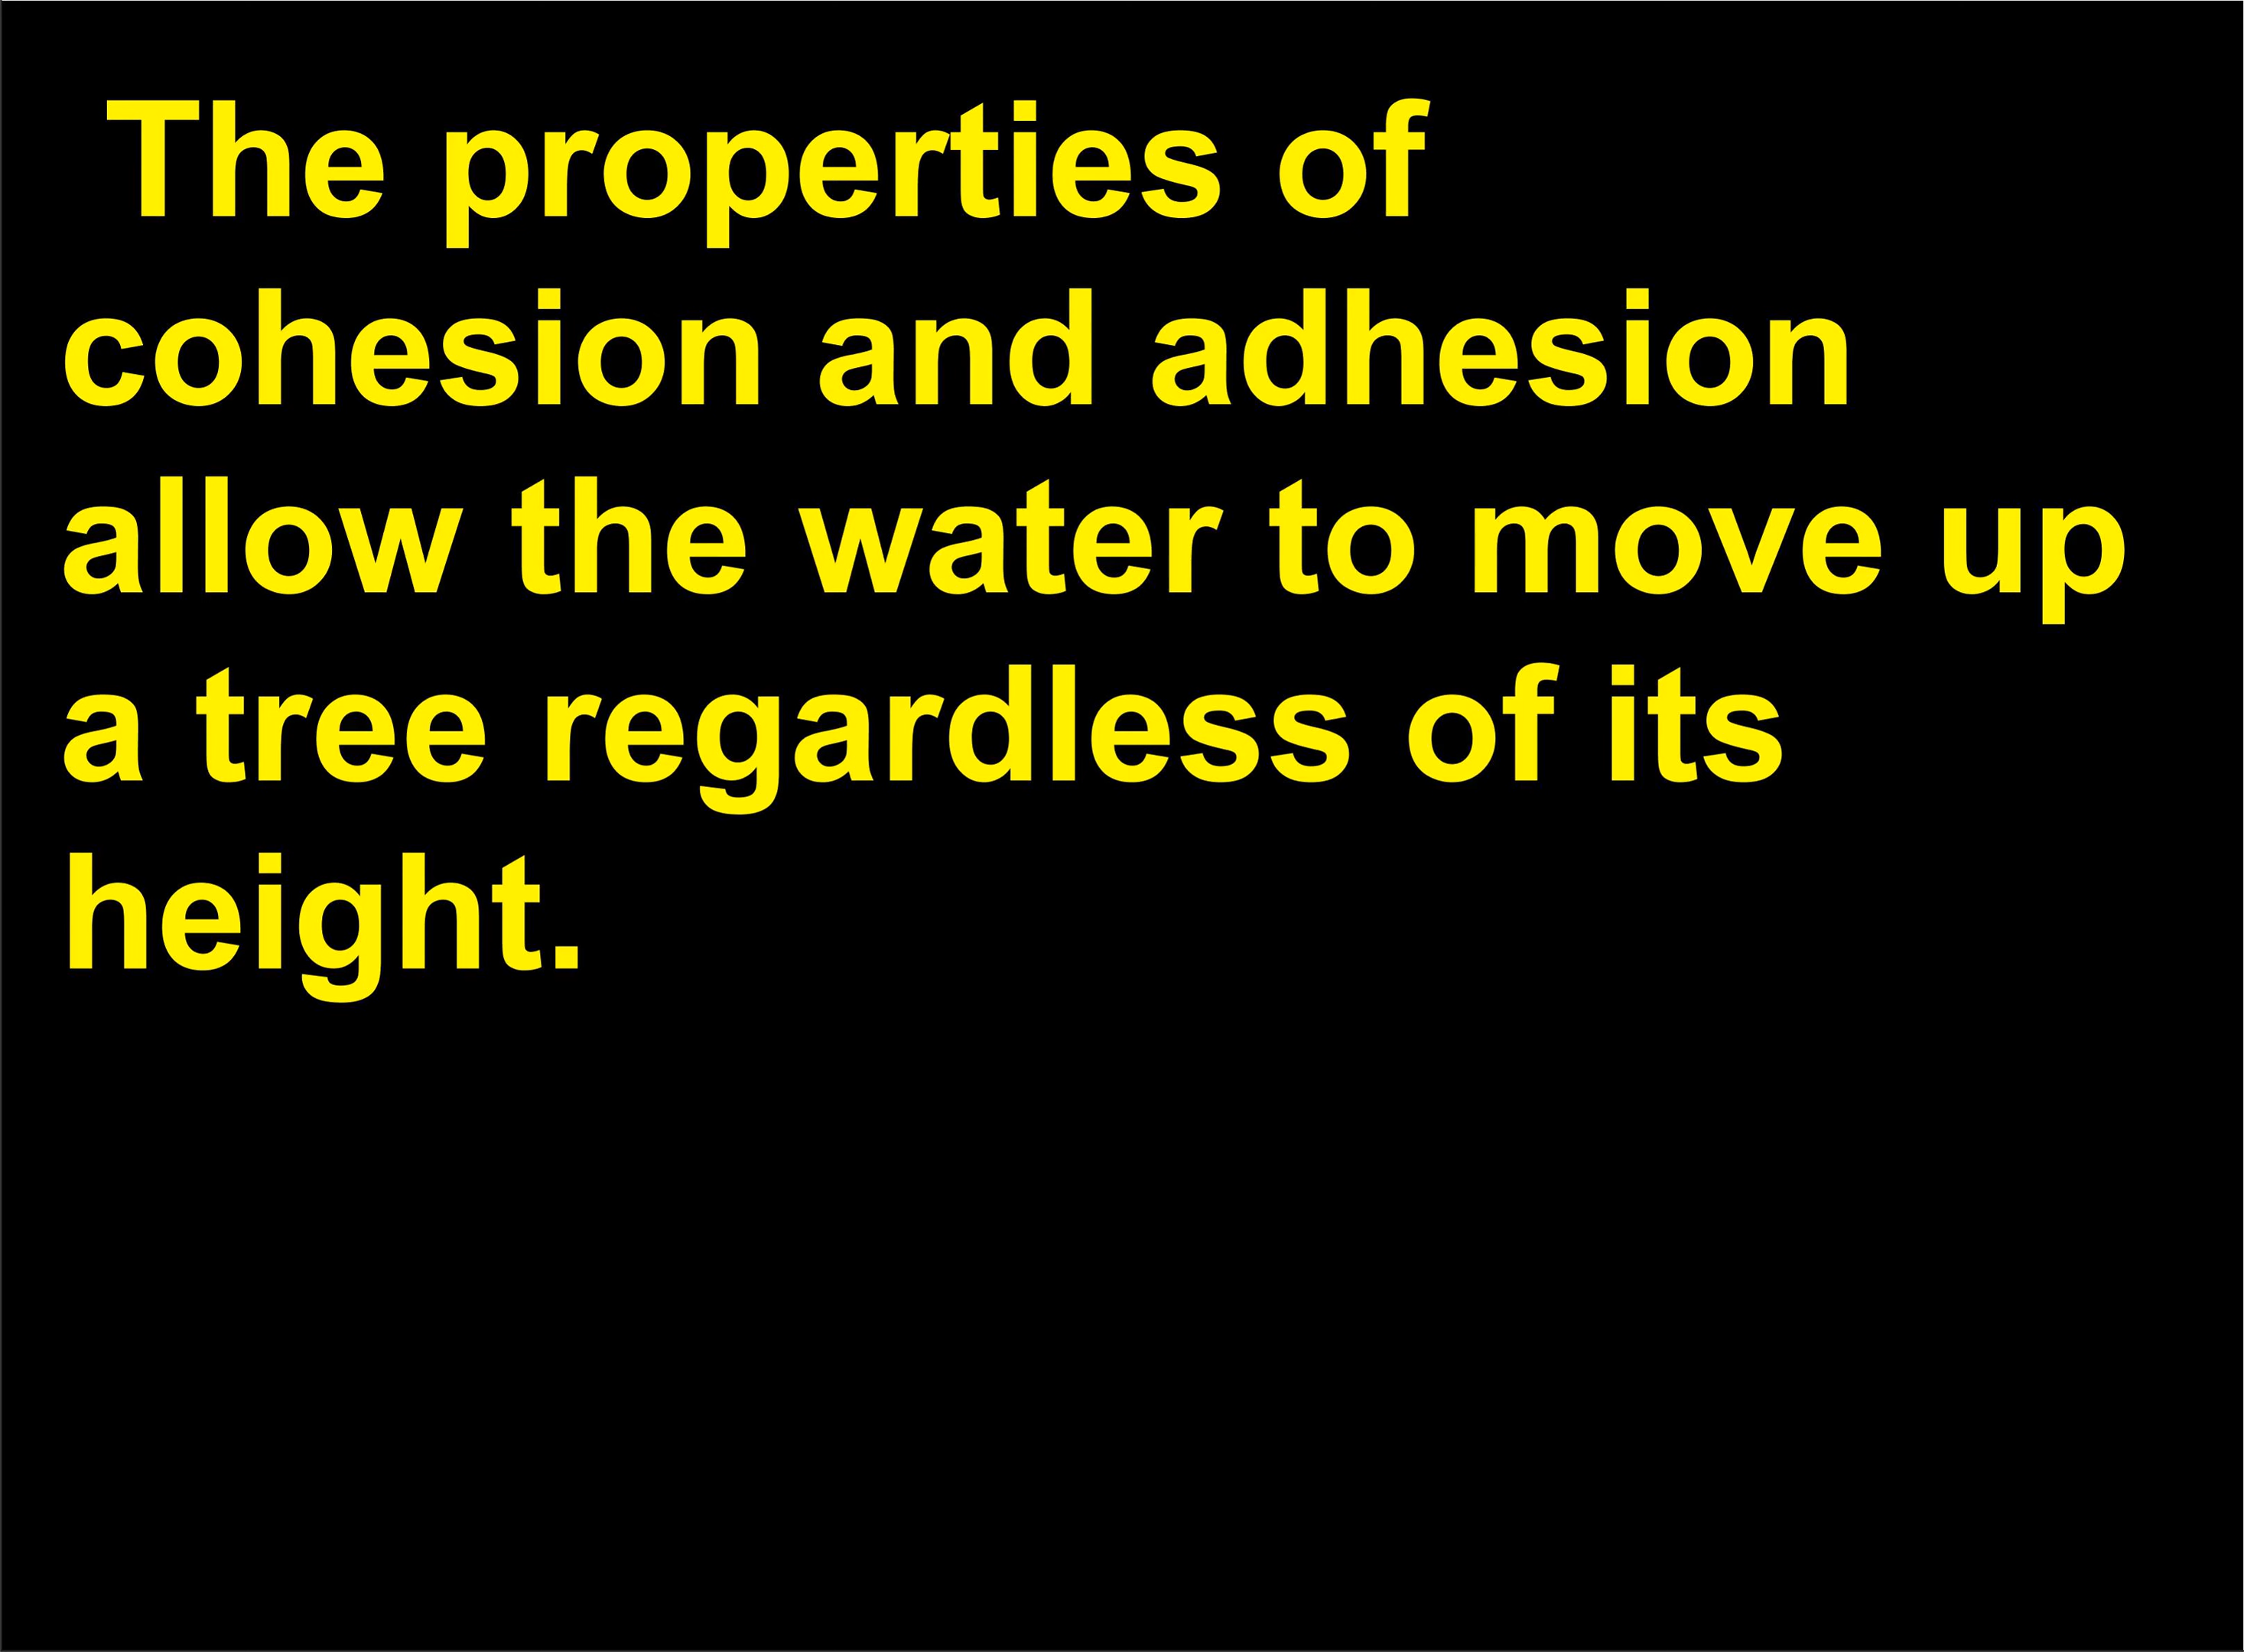 The properties of
cohesion and adhesion
allow the water to move up
a tree regardless of its
height.